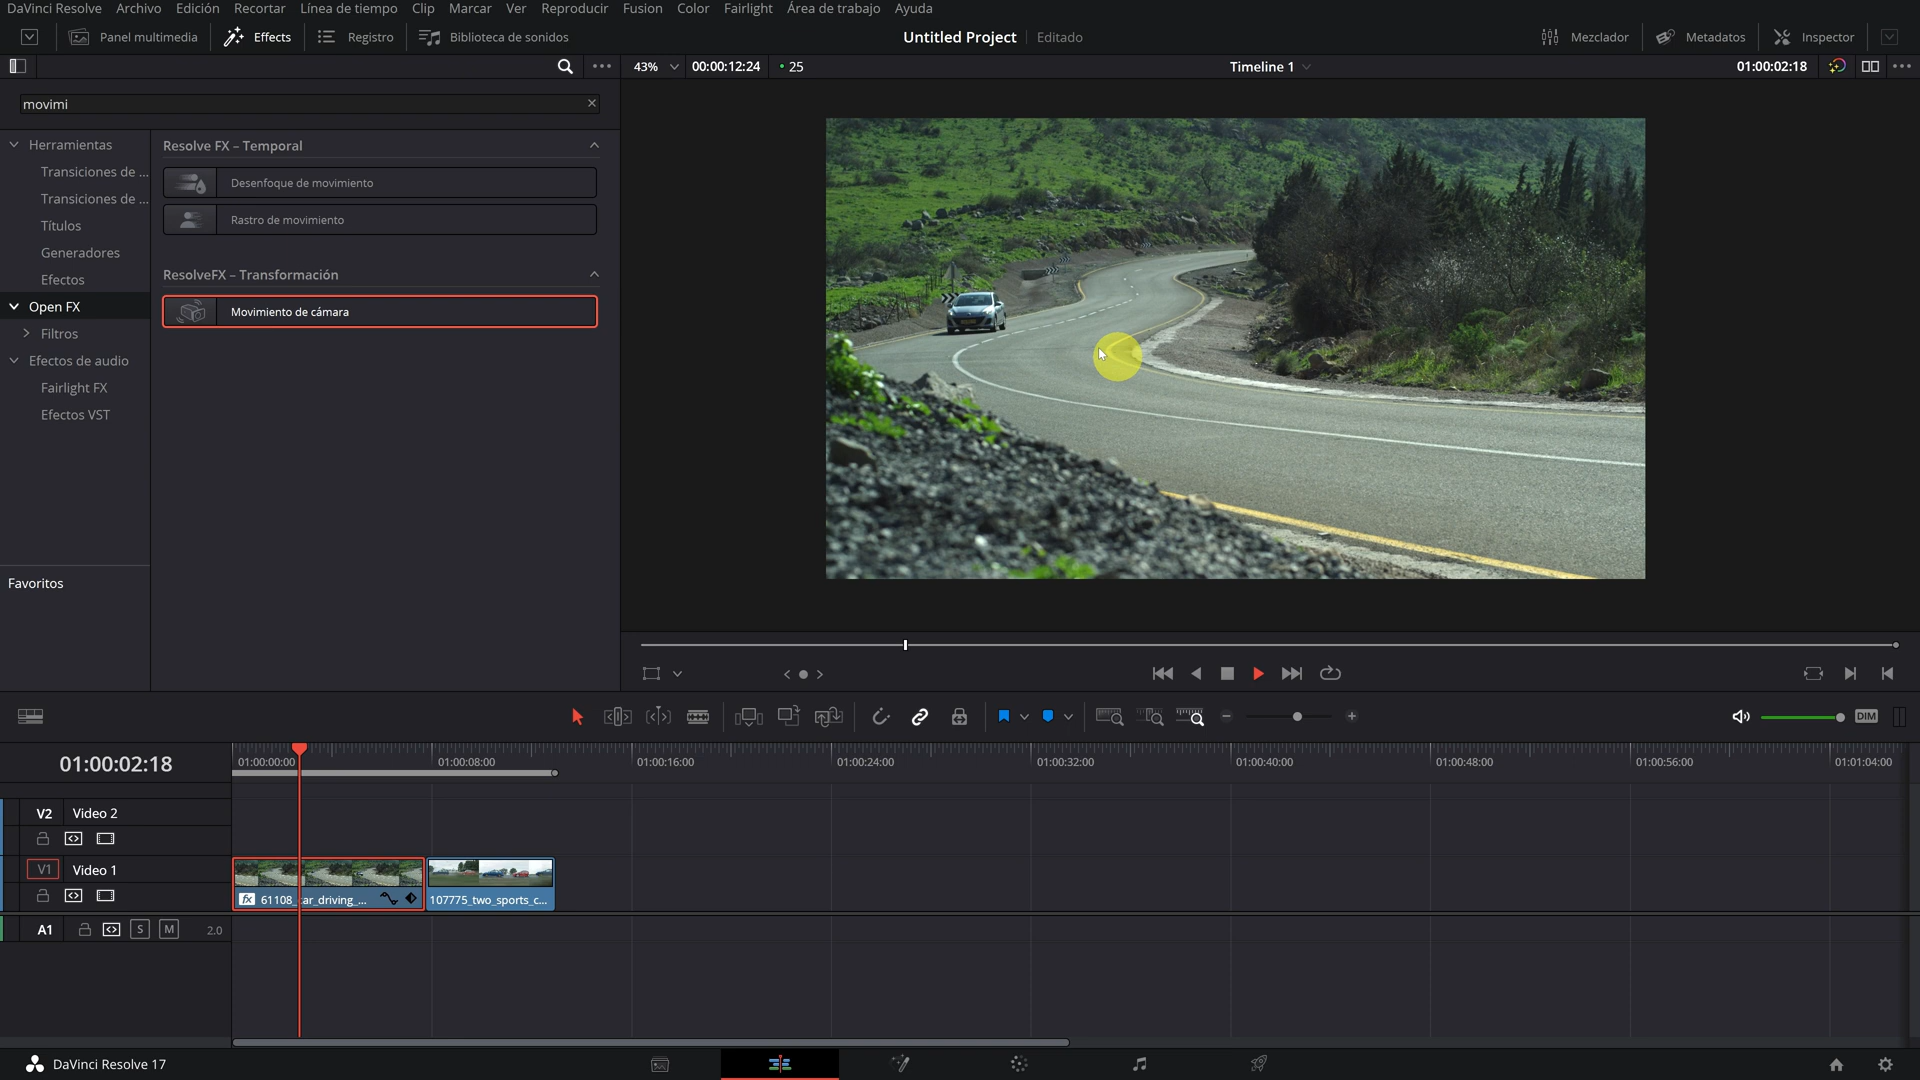 DaVinci Resolve Archivo Edición Recortar Línea de tiempo Clip Marcar Ver Reproducir Fusion Color Fairlight Área de trabajo Ayuda
Panel multimedia Effects Registro Biblioteca de sonidos Untitled Project Editado Mezclador Metadatos Inspector
43% 00:00:12:24 25 Timeline 1 01:00:02:18
movimi
Herramientas
Transiciones de ...
Transiciones de ...
Títulos
Generadores
Efectos
Open FX
Filtros
Efectos de audio
Fairlight FX
Efectos VST
Favoritos
Resolve FX – Temporal
Desenfoque de movimiento
Rastro de movimiento
ResolveFX – Transformación
Movimiento de cámara
DIM
01:00:02:18
01:00:00:00 01:00:08:00 01:00:16:00 01:00:24:00 01:00:32:00 01:00:40:00 01:00:48:00 01:00:56:00 01:01:04:00
V2 Video 2
V1 Video 1
fx 61108_car_driving_... 107775_two_sports_c...
A1 S M 2.0
DaVinci Resolve 17